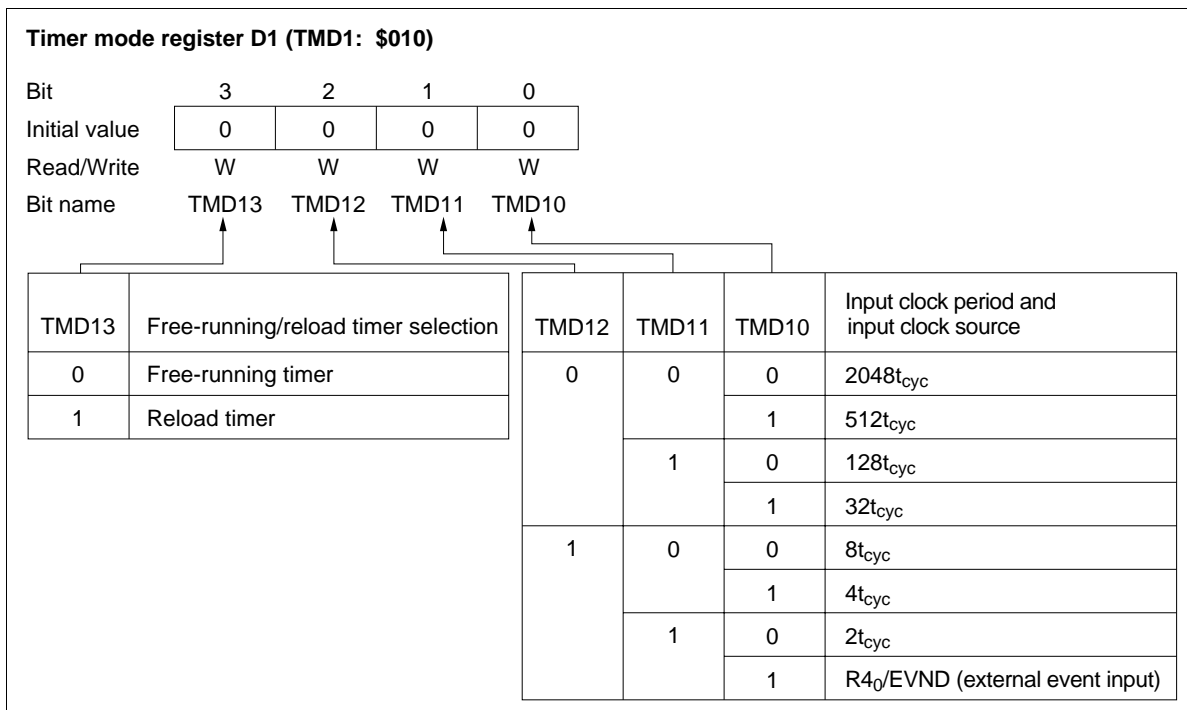 Timer mode register D1 (TMD1: $010)
Bit 3 2 1 0
Initial value 0 0 0 0
Read/Write W W W W
Bit name TMD13 TMD12 TMD11 TMD10
TMD13 Free-running/reload timer selection
0 Free-running timer
1 Reload timer
TMD12 TMD11 TMD10 Input clock period and
input clock source
0 0 0 2048tcyc
1 512tcyc
1 0 128tcyc
1 32tcyc
1 0 0 8tcyc
1 4tcyc
1 0 2tcyc
1 R40/EVND (external event input)